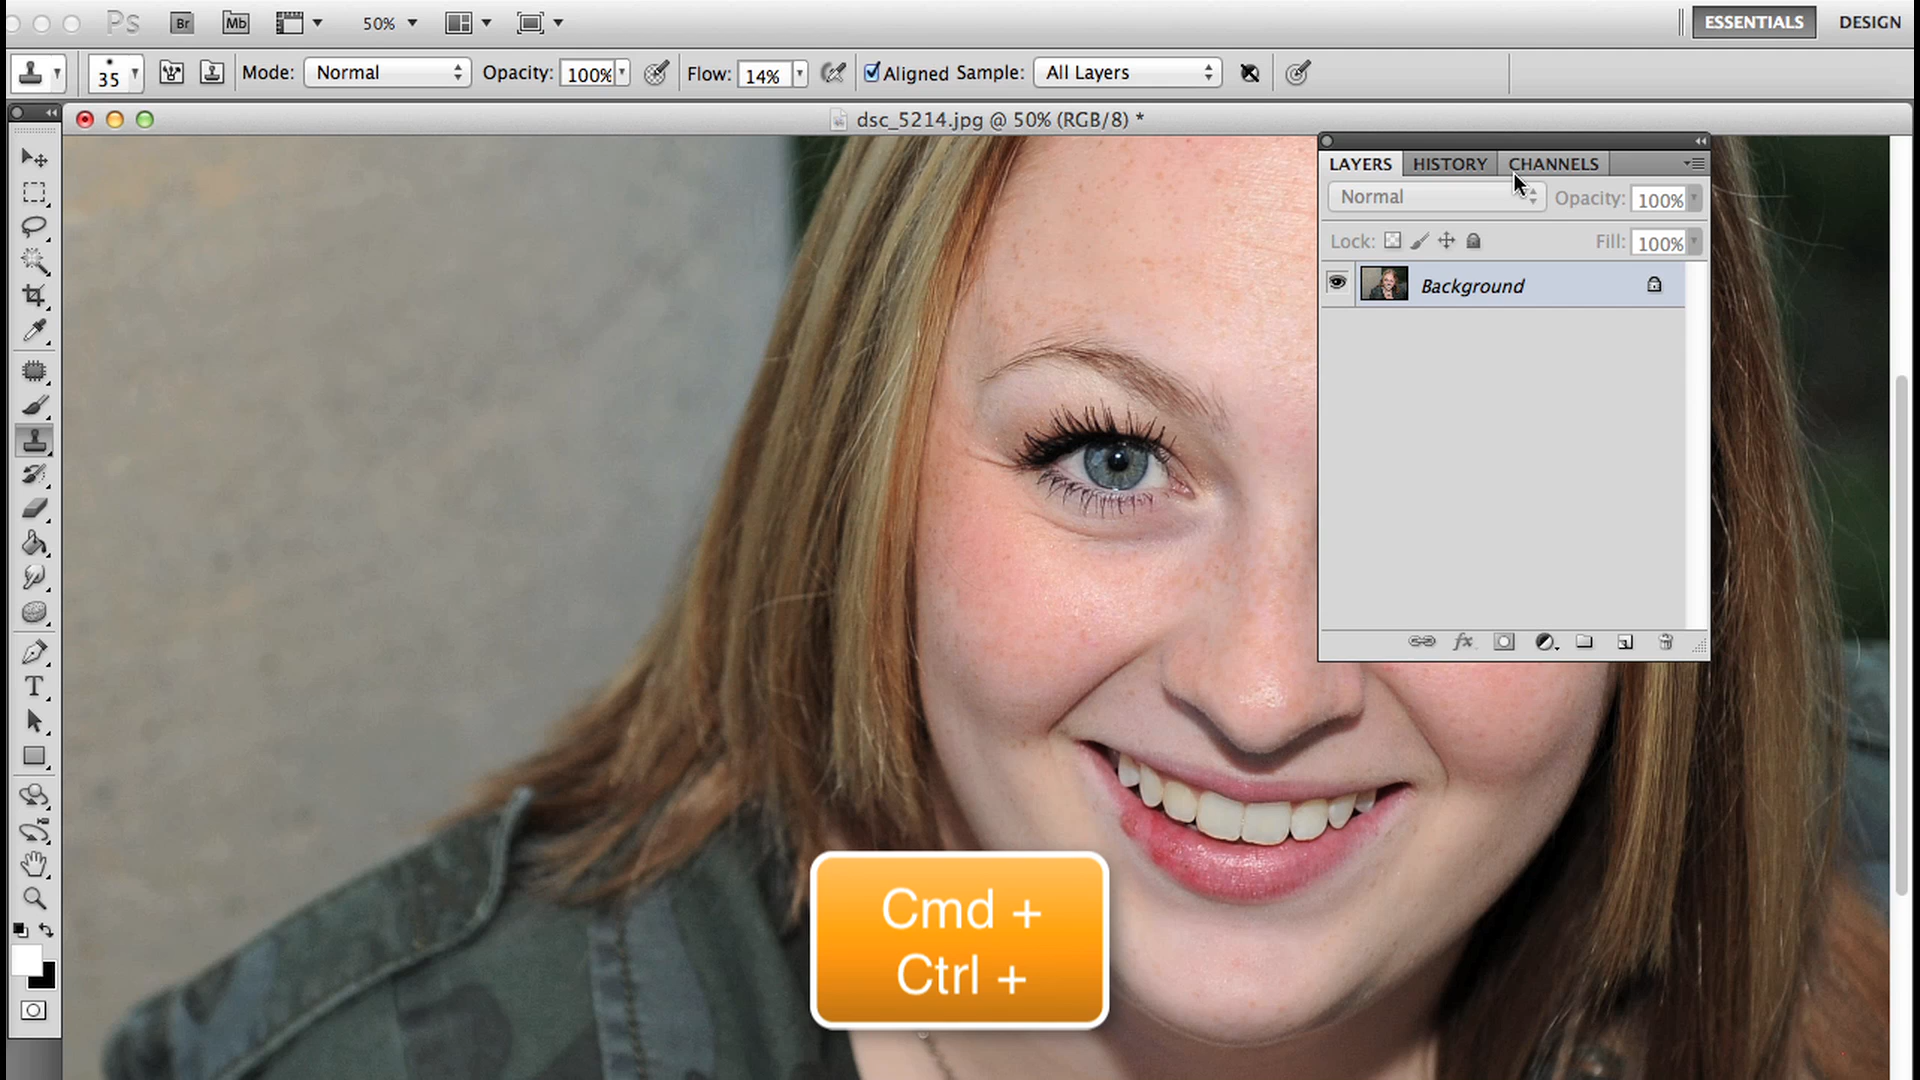 Ps Br Mb 50% ESSENTIALS DESIGN
35 Mode: Normal Opacity: 100% Flow: 14% Aligned Sample: All Layers
dsc_5214.jpg @ 50% (RGB/8) *
LAYERS HISTORY CHANNELS
Normal Opacity: 100%
Lock: Fill: 100%
Background
fx
T
Cmd +
Ctrl +